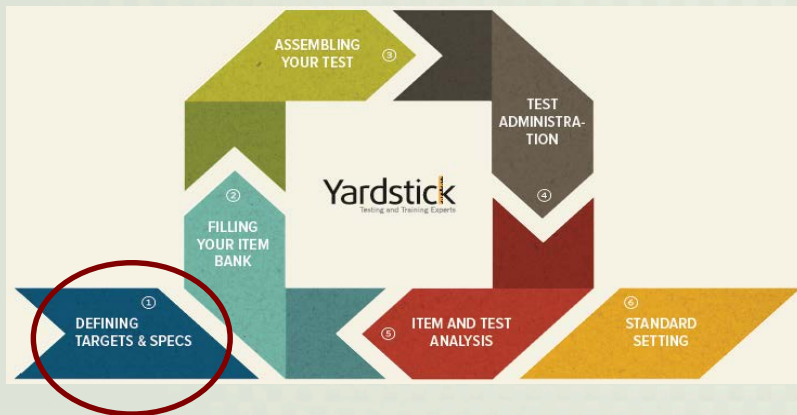 ASSEMBLING
YOUR TEST
③
TEST
ADMINISTRA-
TION
④
②
FILLING
YOUR ITEM
BANK
Yardstick
Testing and Training Experts
①
DEFINING
TARGETS & SPECS
⑤
ITEM AND TEST
ANALYSIS
⑥
STANDARD
SETTING